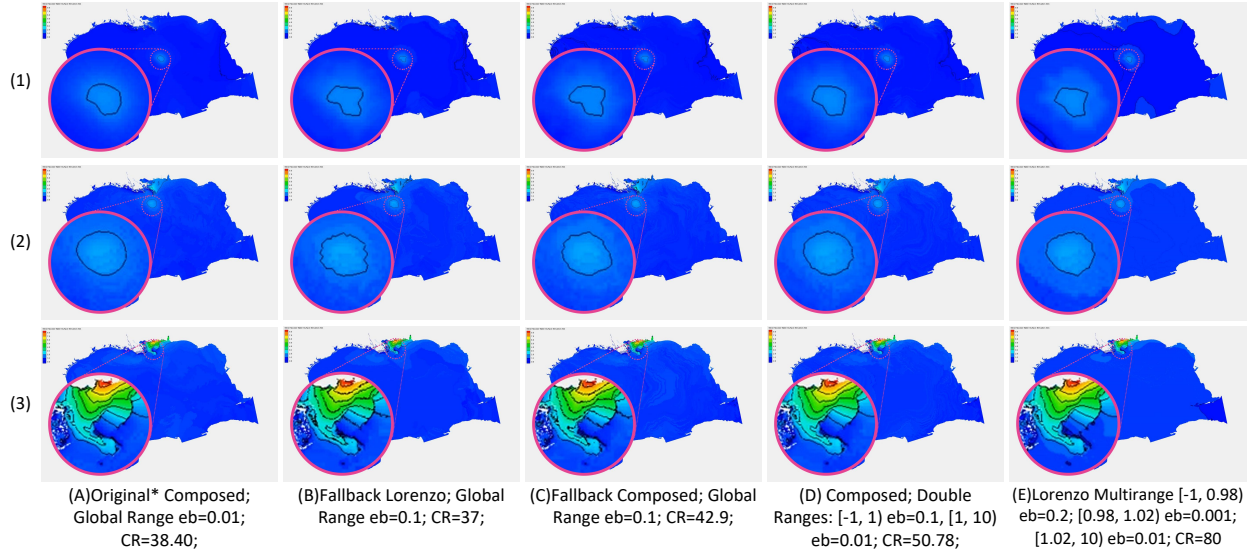 (1)
(2)
(3)
(A)Original* Composed;
Global Range eb=0.01;
CR=38.40;
(B)Fallback Lorenzo; Global
Range eb=0.1; CR=37;
(C)Fallback Composed; Global
Range eb=0.1; CR=42.9;
(D) Composed; Double
Ranges: [-1, 1) eb=0.1, [1, 10)
eb=0.01; CR=50.78;
(E)Lorenzo Multirange [-1, 0.98)
eb=0.2; [0.98, 1.02) eb=0.001;
[1.02, 10) eb=0.01; CR=80